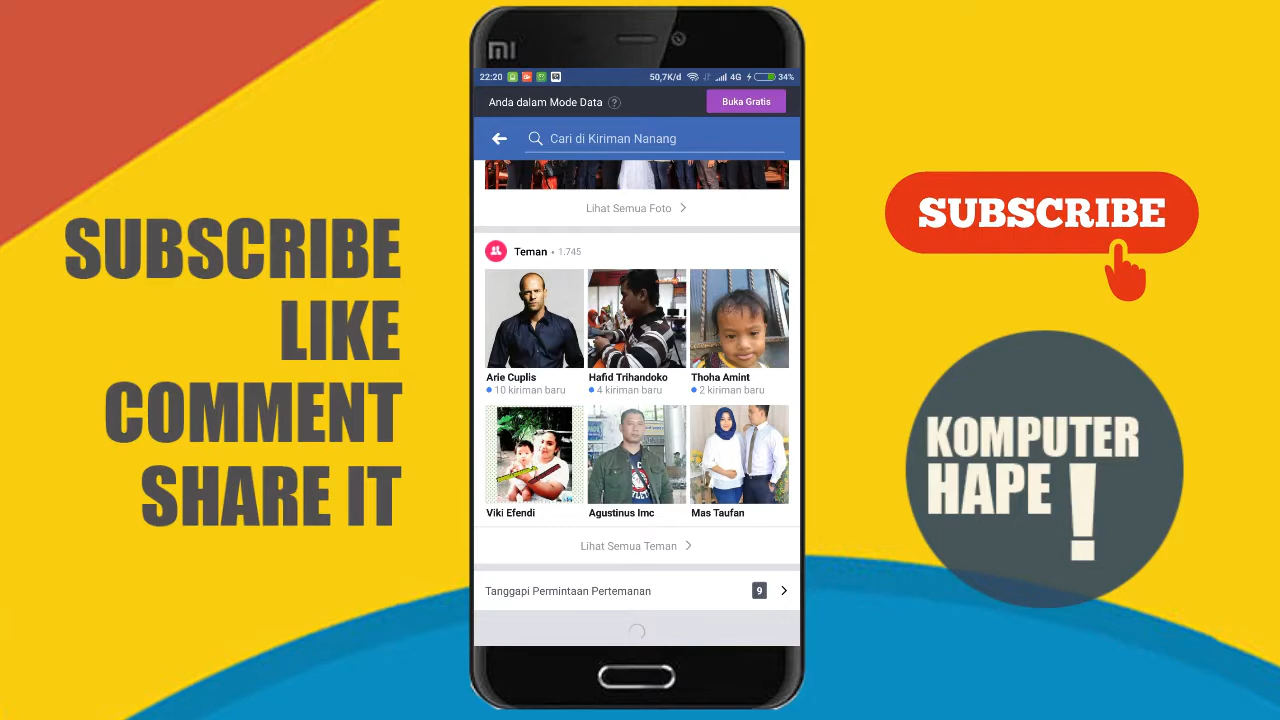 SUBSCRIBE
LIKE
COMMENT
SHARE IT
mi
22:20
50,7K/d 4G 34%
Anda dalam Mode Data ?
Buka Gratis
Cari di Kiriman Nanang
Lihat Semua Foto
Teman • 1.745
Arie Cuplis
10 kiriman baru
Hafid Trihandoko
4 kiriman baru
Thoha Amint
2 kiriman baru
Viki Efendi
Agustinus Imc
Mas Taufan
Lihat Semua Teman
Tanggapi Permintaan Pertemanan 9
SUBSCRIBE
KOMPUTER
HAPE !